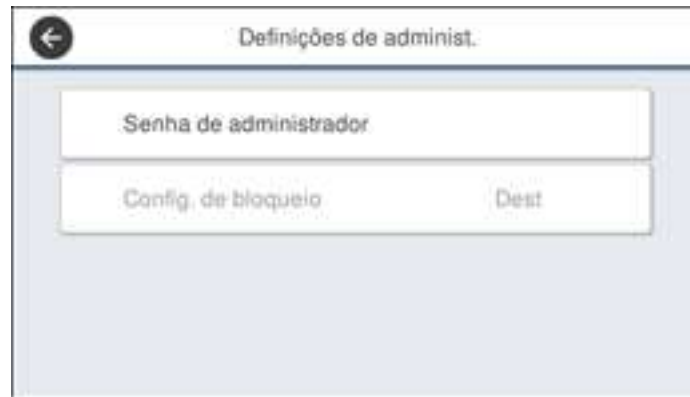 Definições de administ.
Senha de administrador
Config. de bloqueio Dest